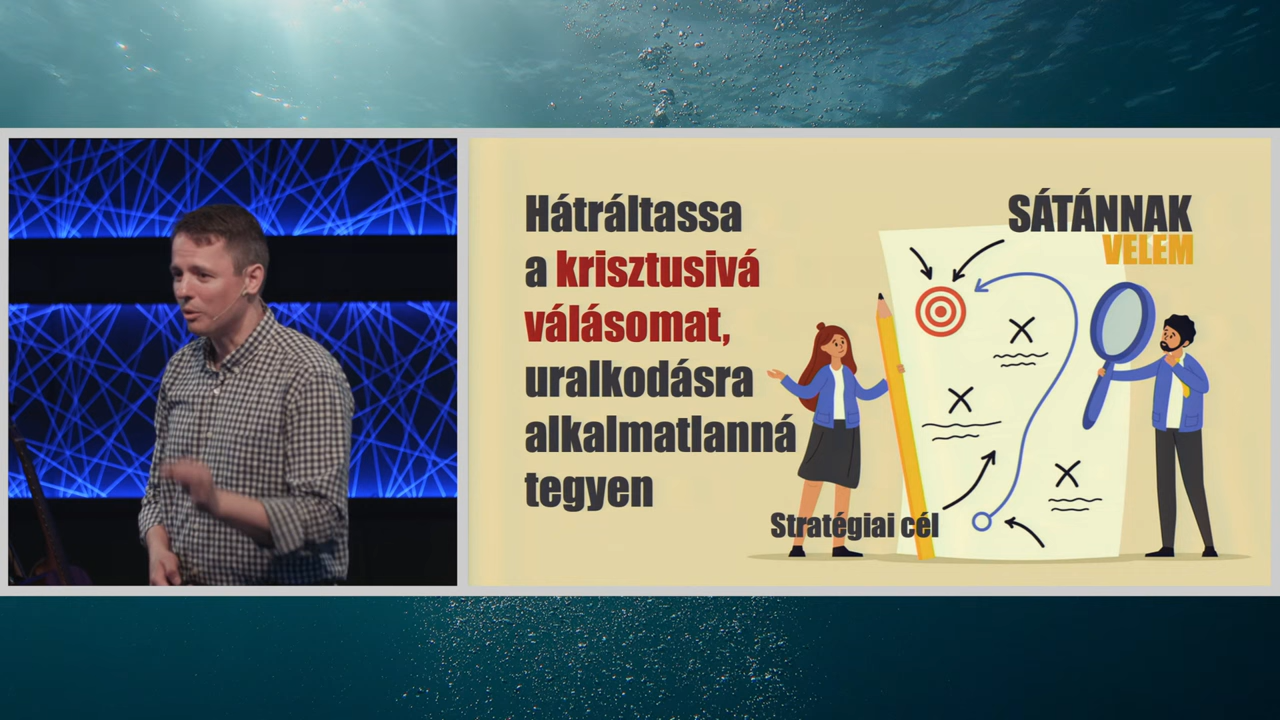 Hátráltassa
a krisztusivá
válásomat,
uralkodásra
alkalmatlanná
tegyen
SÁTÁNNAK
VELEM
Stratégiai cél